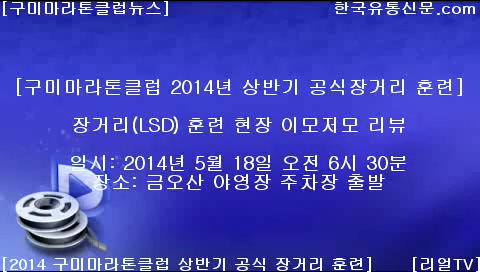 [구미마라톤클럽뉴스] 한국유통신문.com
[구미마라톤클럽 2014년 상반기 공식장거리 훈련]
장거리(LSD) 훈련 현장 이모저모 리뷰
일시: 2014년 5월 18일 오전 6시 30분
장소: 금오산 야영장 주차장 출발
[2014 구미마라톤클럽 상반기 공식 장거리 훈련] [리얼TV]